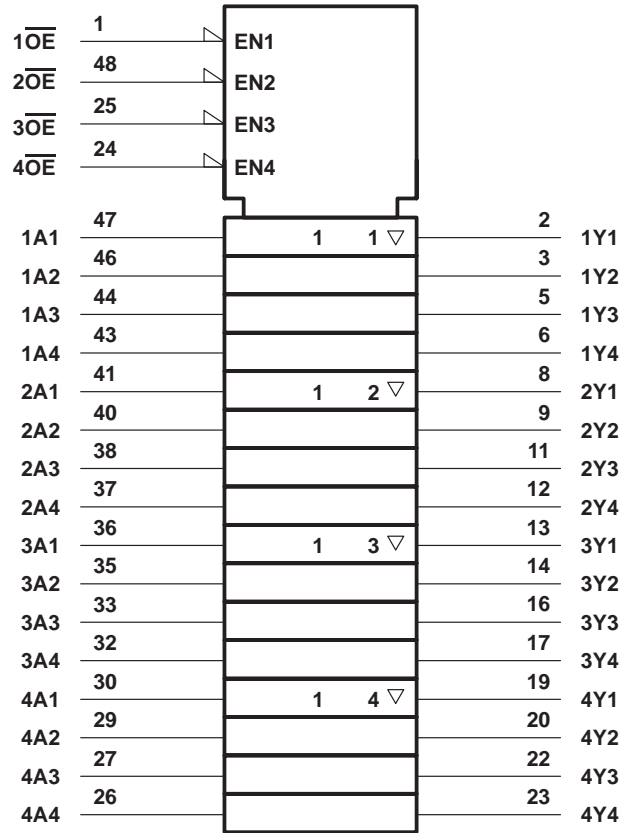 1O̅E̅ 1 EN1
2O̅E̅ 48 EN2
3O̅E̅ 25 EN3
4O̅E̅ 24 EN4
1A1 47 1 1 ▽ 2 1Y1
1A2 46 3 1Y2
1A3 44 5 1Y3
1A4 43 6 1Y4
2A1 41 1 2 ▽ 8 2Y1
2A2 40 9 2Y2
2A3 38 11 2Y3
2A4 37 12 2Y4
3A1 36 1 3 ▽ 13 3Y1
3A2 35 14 3Y2
3A3 33 16 3Y3
3A4 32 17 3Y4
4A1 30 1 4 ▽ 19 4Y1
4A2 29 20 4Y2
4A3 27 22 4Y3
4A4 26 23 4Y4